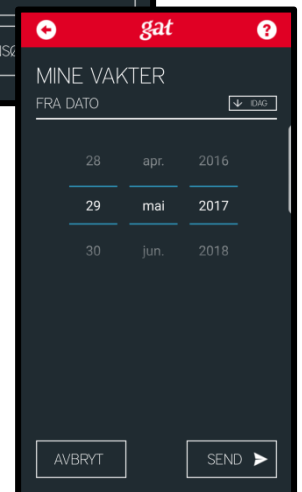 gat ?
MINE VAKTER
FRA DATO IDAG
28 apr. 2016
29 mai 2017
30 jun. 2018
AVBRYT SEND